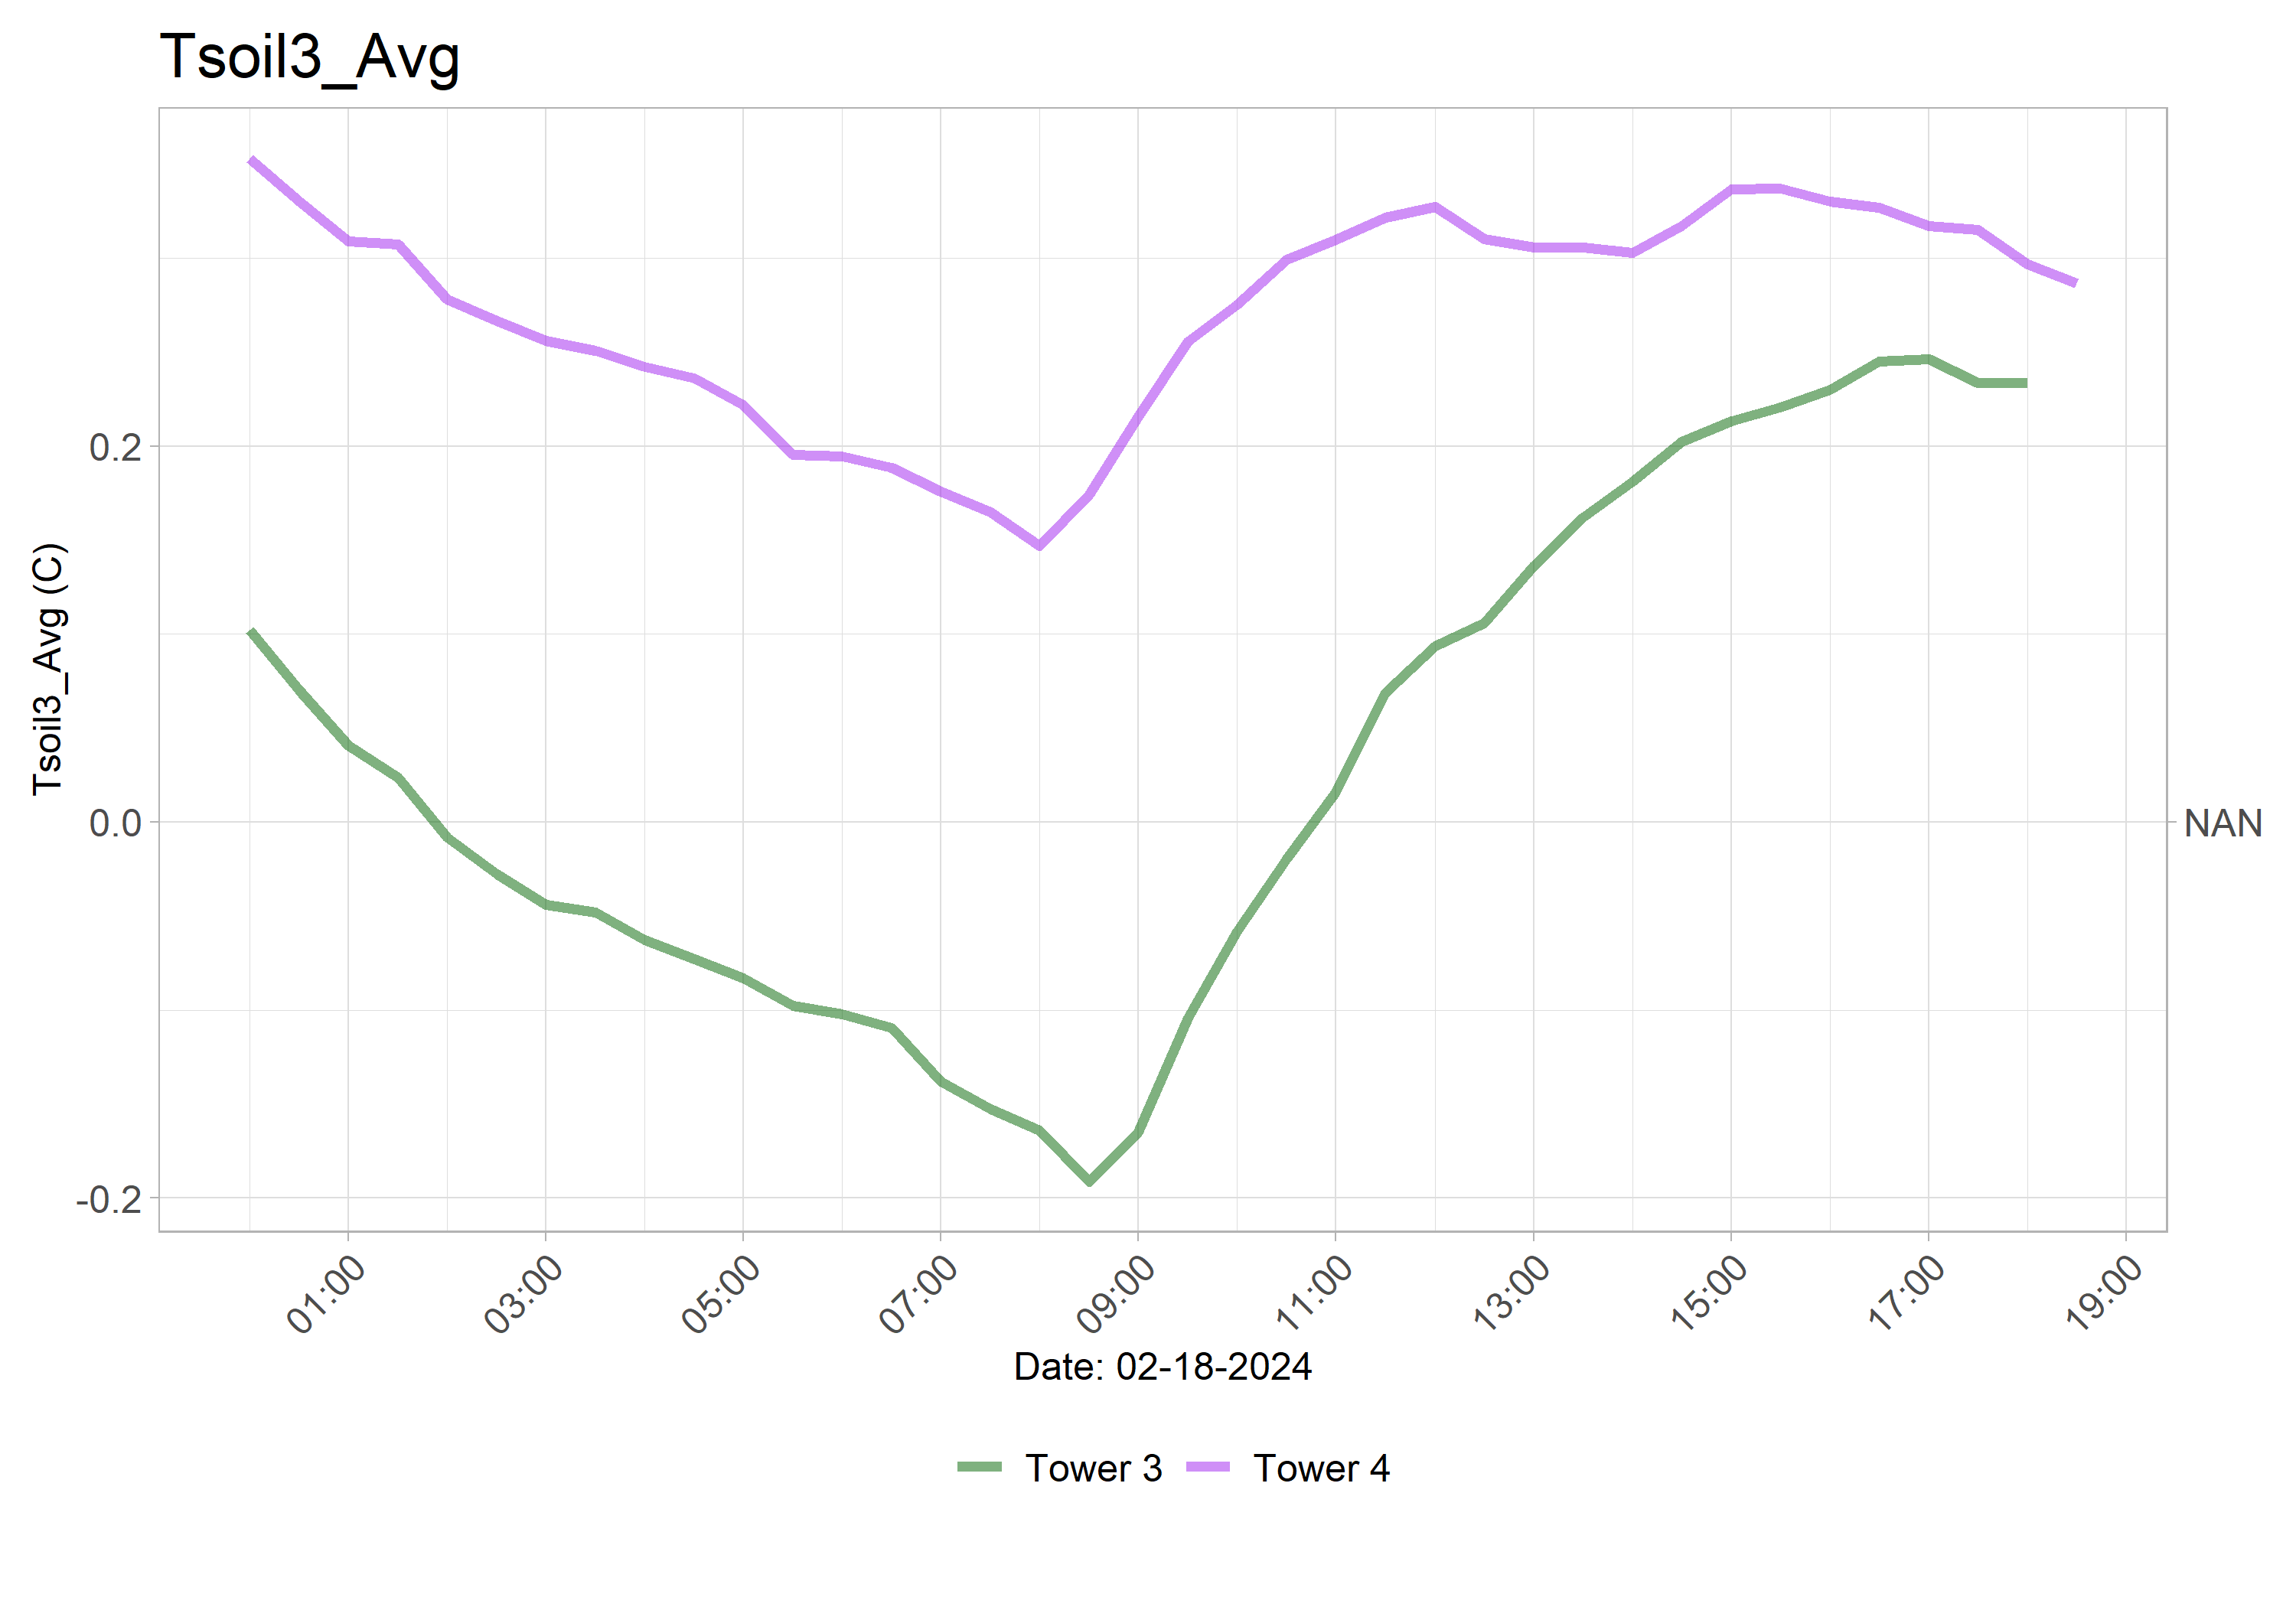 Tsoil3_Avg
Tsoil3_Avg (C)
0.2
0.0
-0.2
NAN
01:00
03:00
05:00
07:00
09:00
11:00
13:00
15:00
17:00
19:00
Date: 02-18-2024
Tower 3
Tower 4